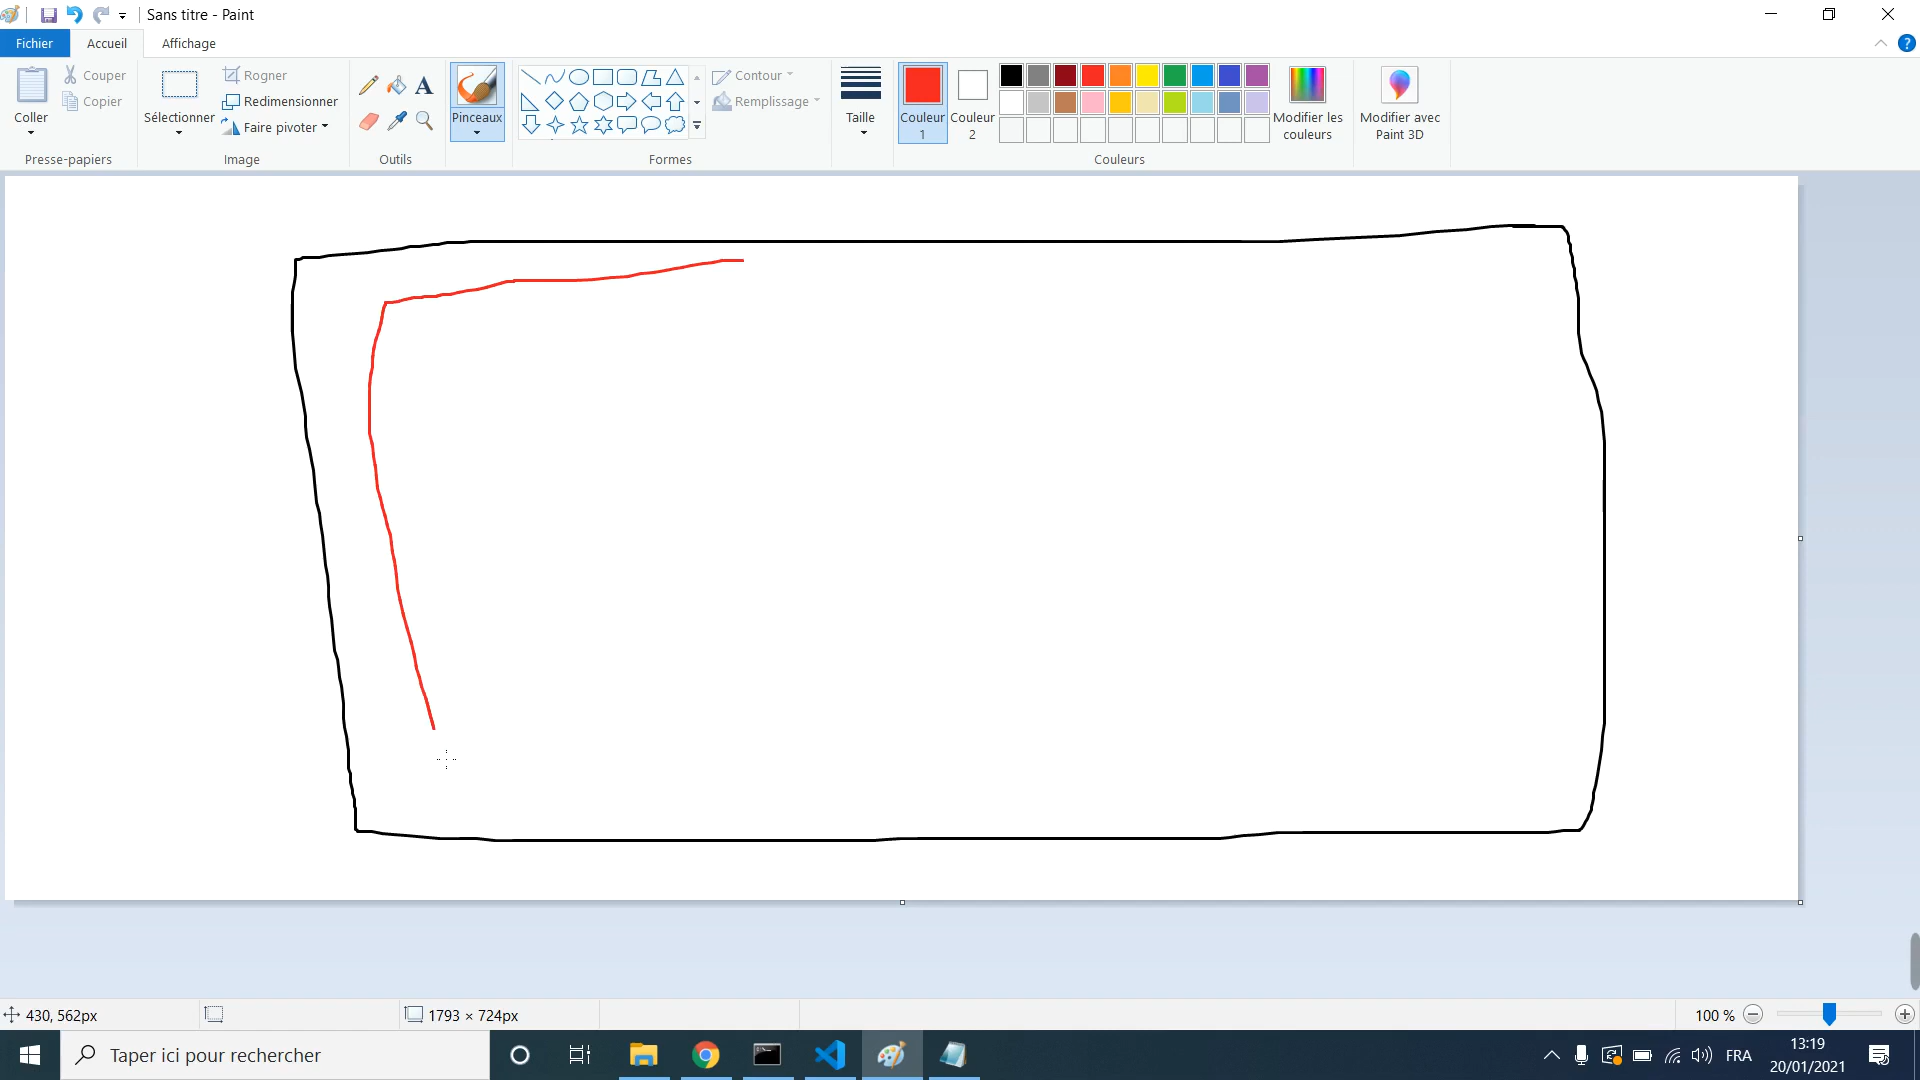 Sans titre - Paint
Fichier Accueil Affichage
Coller
Couper
Copier
Presse-papiers
Sélectionner
Rogner
Redimensionner
Faire pivoter
Image
A
Outils
Pinceaux
Formes
Contour
Remplissage
Taille
Couleur
1
Couleur
2
Modifier les
couleurs
Couleurs
Modifier avec
Paint 3D
430, 562px
1793 × 724px
100 %
Taper ici pour rechercher
FRA
13:19
20/01/2021